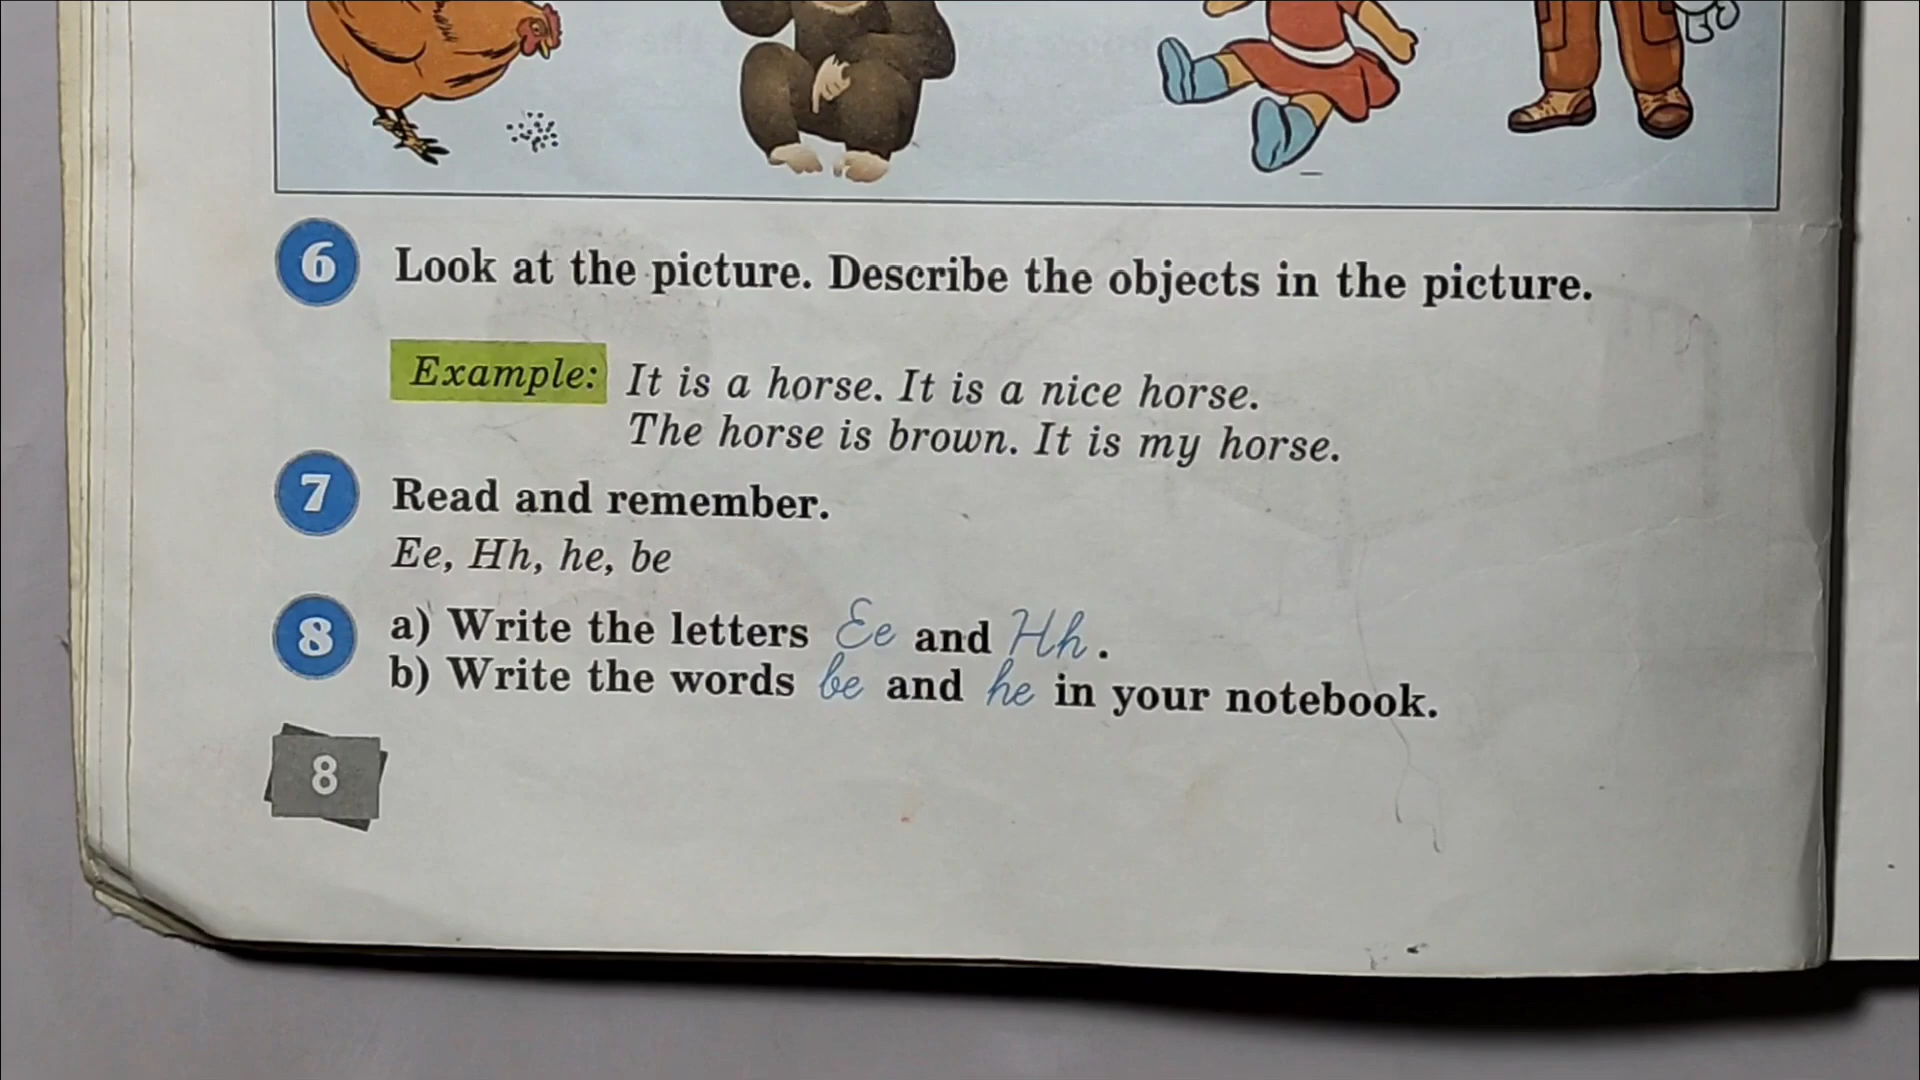 6 Look at the picture. Describe the objects in the picture.
Example: It is a horse. It is a nice horse.
The horse is brown. It is my horse.
7 Read and remember.
Ee, Hh, he, be
8 a) Write the letters Ee and Hh.
b) Write the words be and he in your notebook.
8